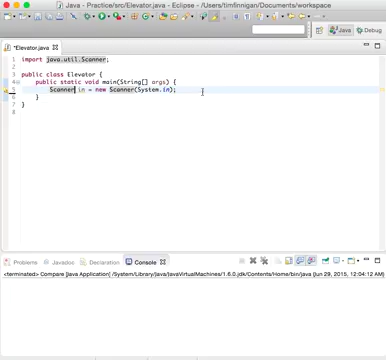 Java - Practice/src/Elevator.java - Eclipse - /Users/timfinnigan/Documents/workspace
Java
Debug
*Elevator.java
1 import java.util.Scanner;
2
3 public class Elevator {
4 public static void main(String[] args) {
5 Scanner in = new Scanner(System.in);
6 }
7 }
8
Problems
Javadoc
Declaration
Console
<terminated> Compare [Java Application] /System/Library/Java/JavaVirtualMachines/1.6.0.jdk/Contents/Home/bin/java (Jun 29, 2015, 12:04:12 AM)